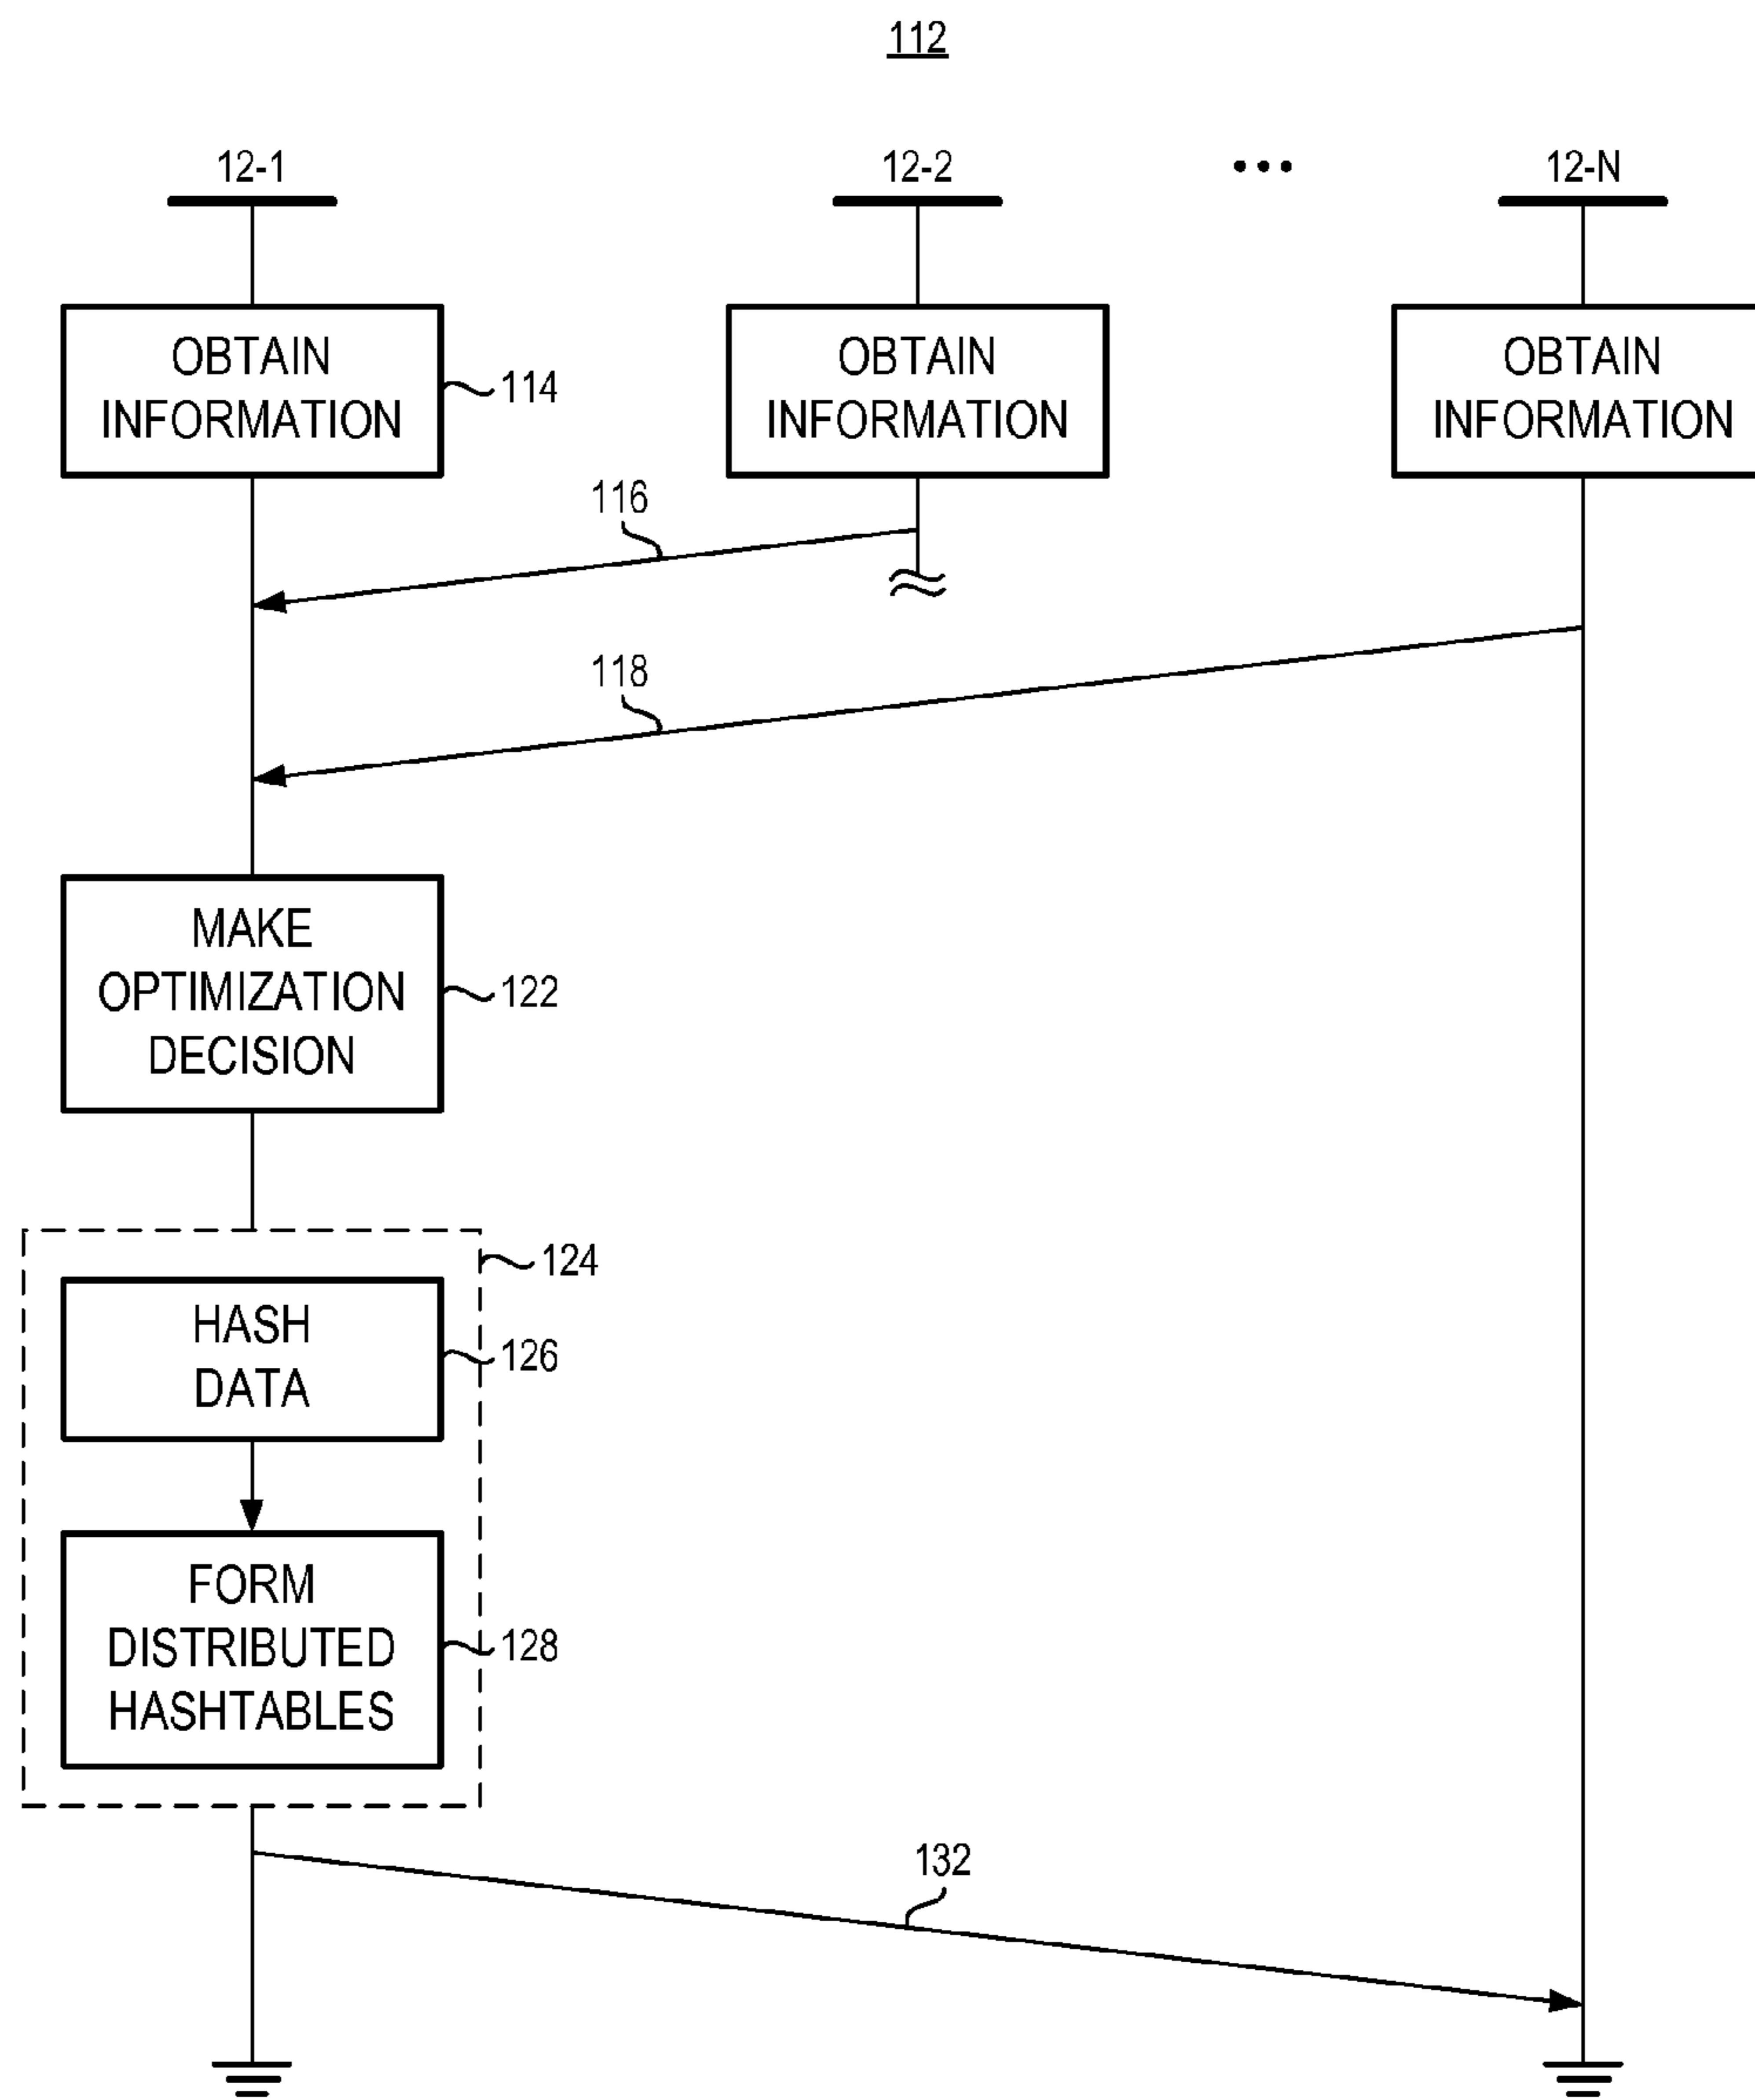 112
12-1
12-2
•••
12-N
OBTAIN
INFORMATION
114
OBTAIN
INFORMATION
OBTAIN
INFORMATION
116
118
MAKE
OPTIMIZATION
DECISION
122
124
HASH
DATA
126
FORM
DISTRIBUTED
HASHTABLES
128
132